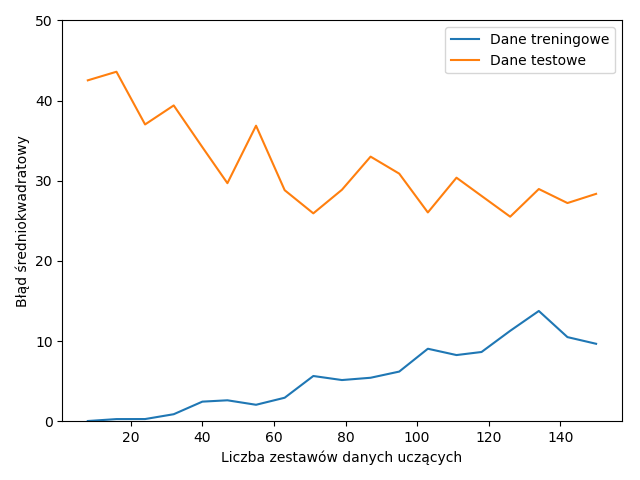 50
40
30
20
10
0
Błąd średniokwadratowy
Dane treningowe
Dane testowe
20 40 60 80 100 120 140
Liczba zestawów danych uczących